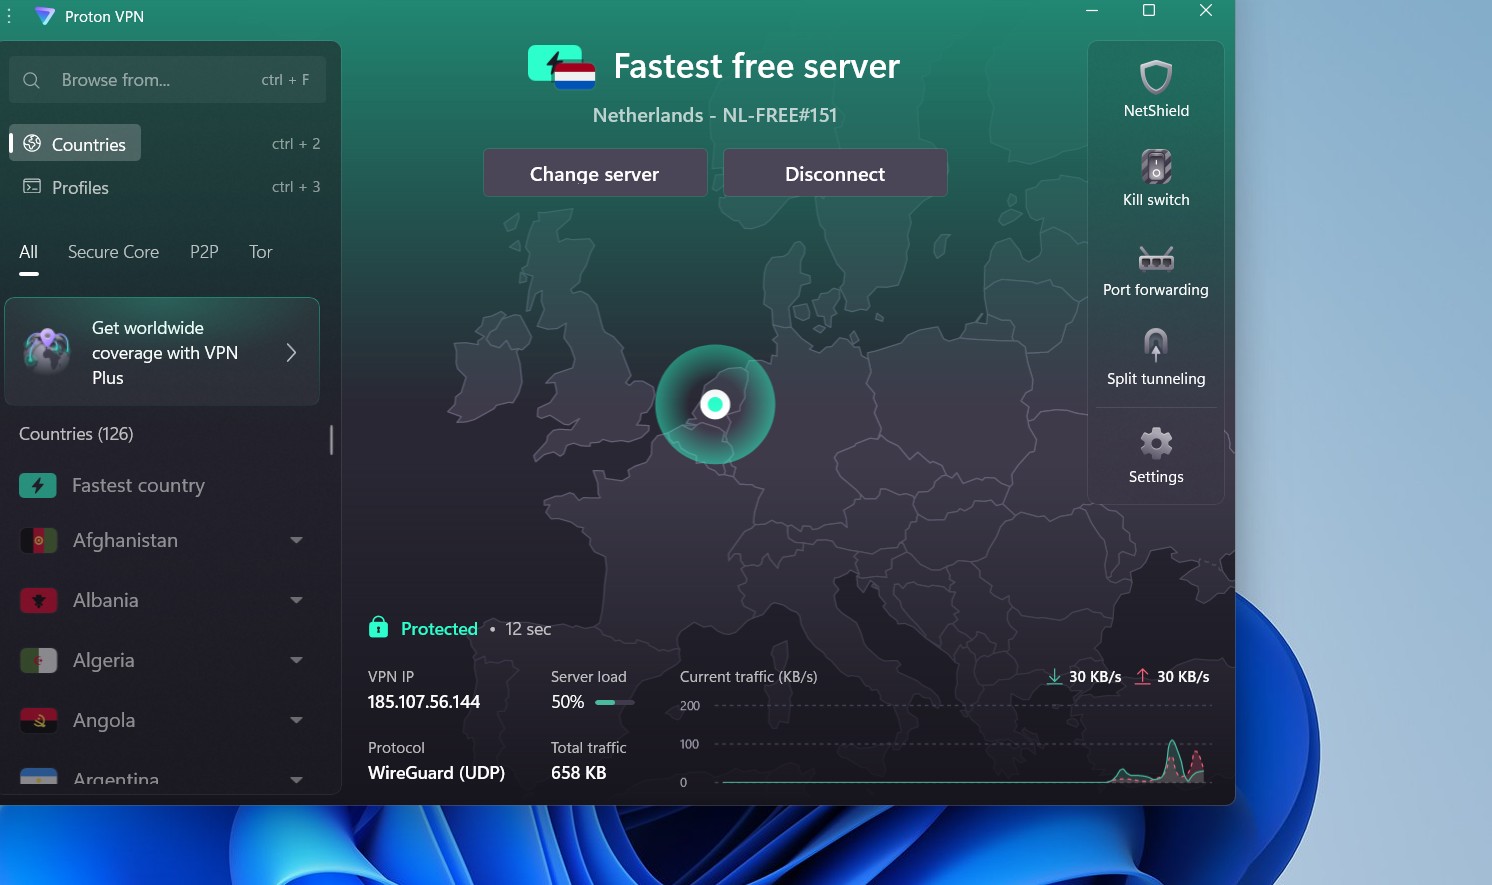 Proton VPN
Browse from...
ctrl + F
Countries
ctrl + 2
Profiles
ctrl + 3
All
Secure Core
P2P
Tor
Get worldwide
coverage with VPN
Plus
Countries (126)
Fastest country
Afghanistan
Albania
Algeria
Angola
Argentina
Fastest free server
Netherlands - NL-FREE#151
Change server
Disconnect
Protected • 12 sec
VPN IP
185.107.56.144
Server load
50%
Protocol
WireGuard (UDP)
Total traffic
658 KB
Current traffic (KB/s)
30 KB/s
30 KB/s
200
100
0
NetShield
Kill switch
Port forwarding
Split tunneling
Settings